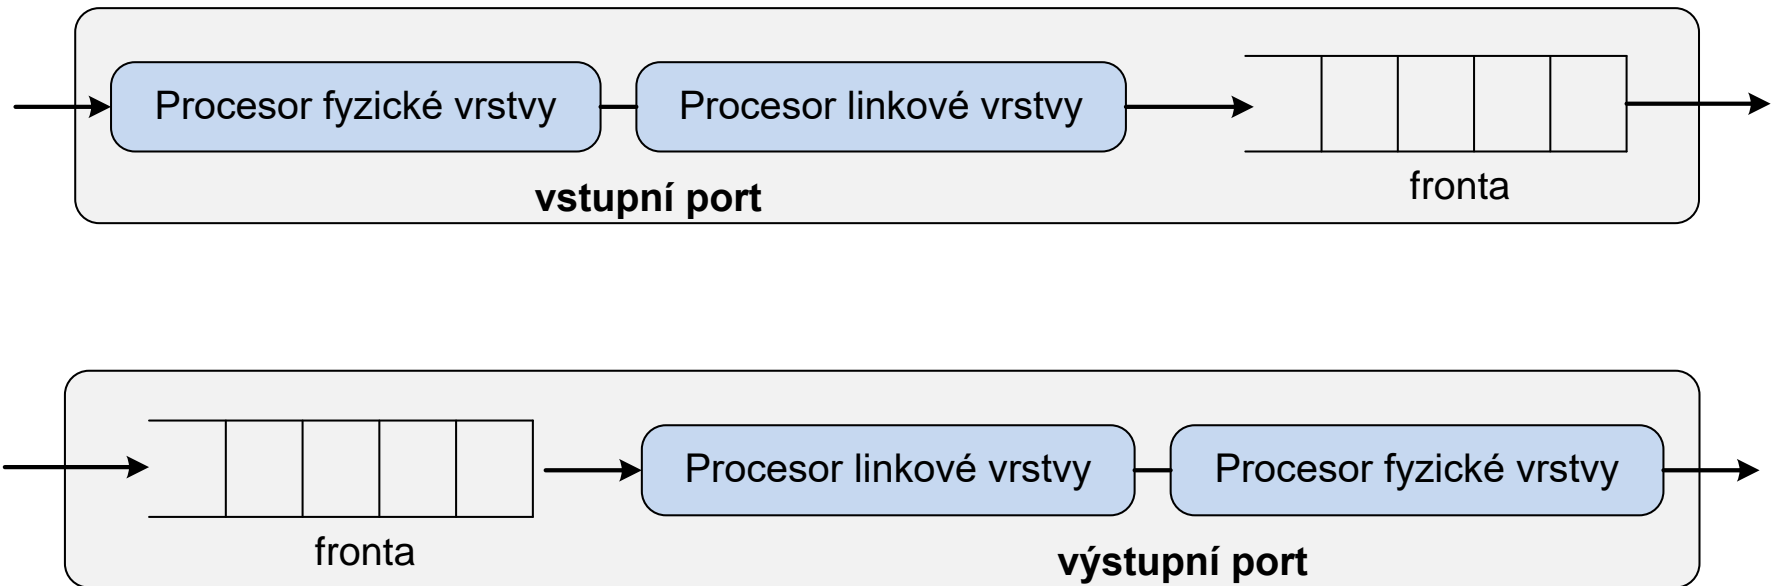 Procesor fyzické vrstvy
Procesor linkové vrstvy
fronta
vstupní port
Procesor linkové vrstvy
Procesor fyzické vrstvy
fronta
výstupní port